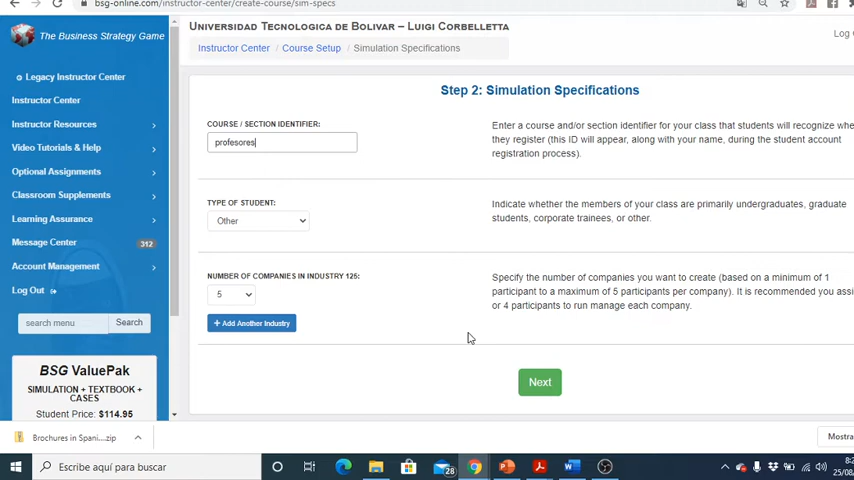 bsg-online.com/instructor-center/create-course/sim-specs
The Business Strategy Game
UNIVERSIDAD TECNOLOGICA DE BOLIVAR – LUIGI CORBELLETTA
Log
Instructor Center / Course Setup / Simulation Specifications
Legacy Instructor Center
Instructor Center
Instructor Resources
Video Tutorials & Help
Optional Assignments
Classroom Supplements
Learning Assurance
Message Center 312
Account Management
Log Out
search menu Search
BSG ValuePak
SIMULATION + TEXTBOOK +
CASES
Student Price: $114.95
Step 2: Simulation Specifications
COURSE / SECTION IDENTIFIER:
profesores
Enter a course and/or section identifier for your class that students will recognize whe
they register (this ID will appear, along with your name, during the student account
registration process).
TYPE OF STUDENT:
Other
Indicate whether the members of your class are primarily undergraduates, graduate
students, corporate trainees, or other.
NUMBER OF COMPANIES IN INDUSTRY 125:
5
+ Add Another Industry
Specify the number of companies you want to create (based on a minimum of 1
participant to a maximum of 5 participants per company). It is recommended you assi
or 4 participants to run manage each company.
Next
Brochures in Spani....zip
Mostra
Escribe aquí para buscar
28
8:2
25/08/